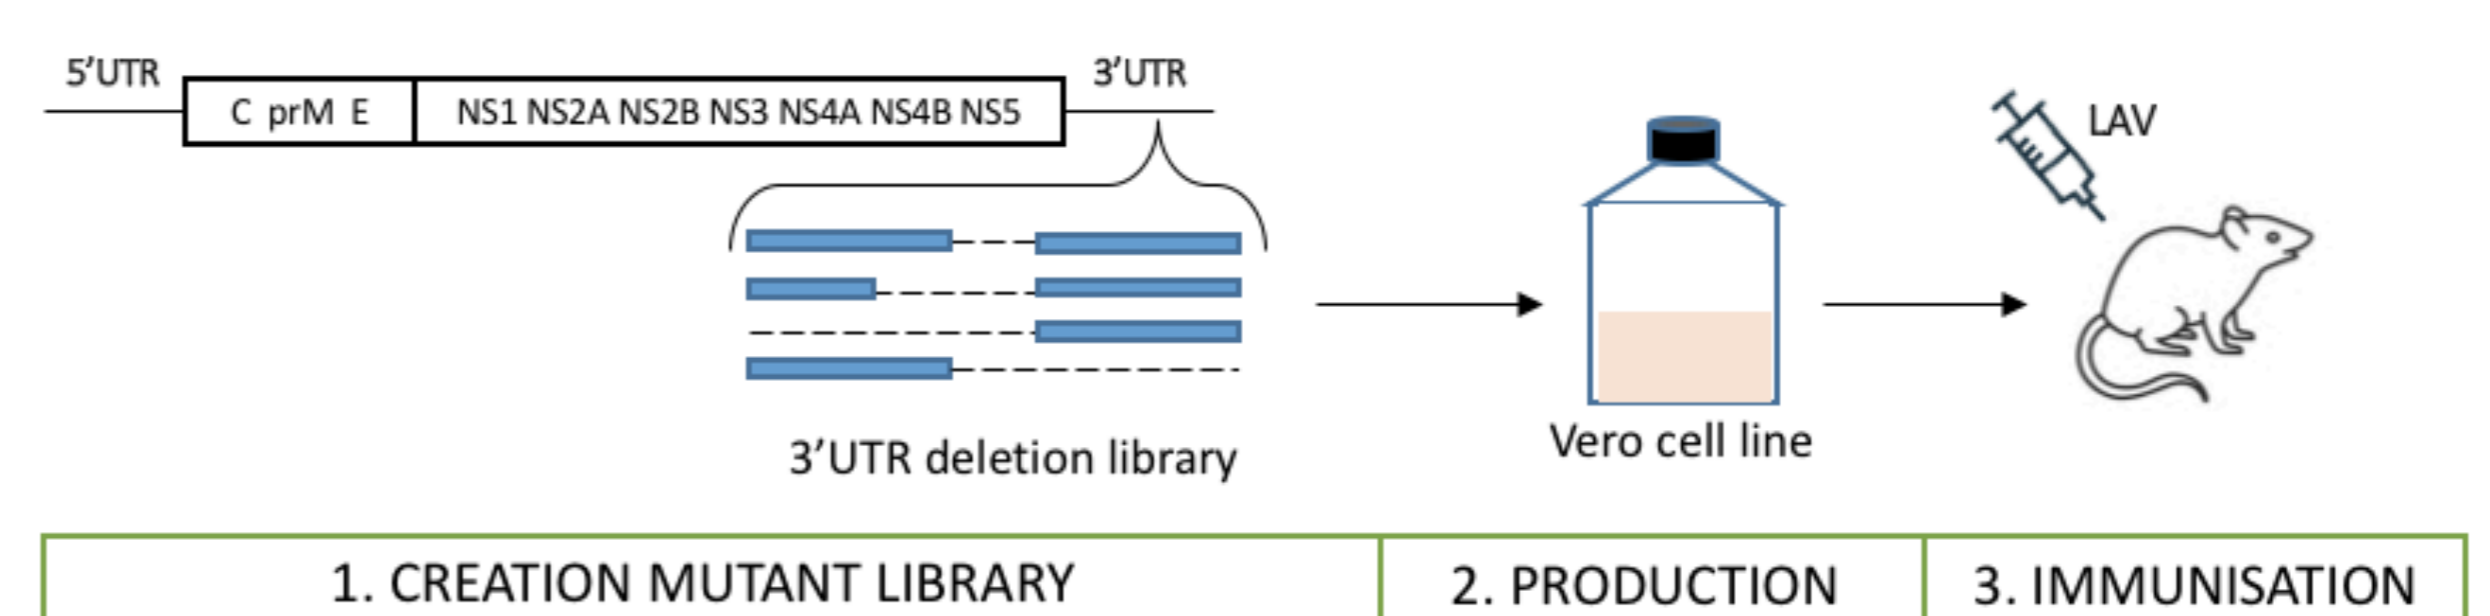 5'UTR
C prM E
NS1 NS2A NS2B NS3 NS4A NS4B NS5
3'UTR
LAV
3'UTR deletion library
Vero cell line
1. CREATION MUTANT LIBRARY
2. PRODUCTION
3. IMMUNISATION